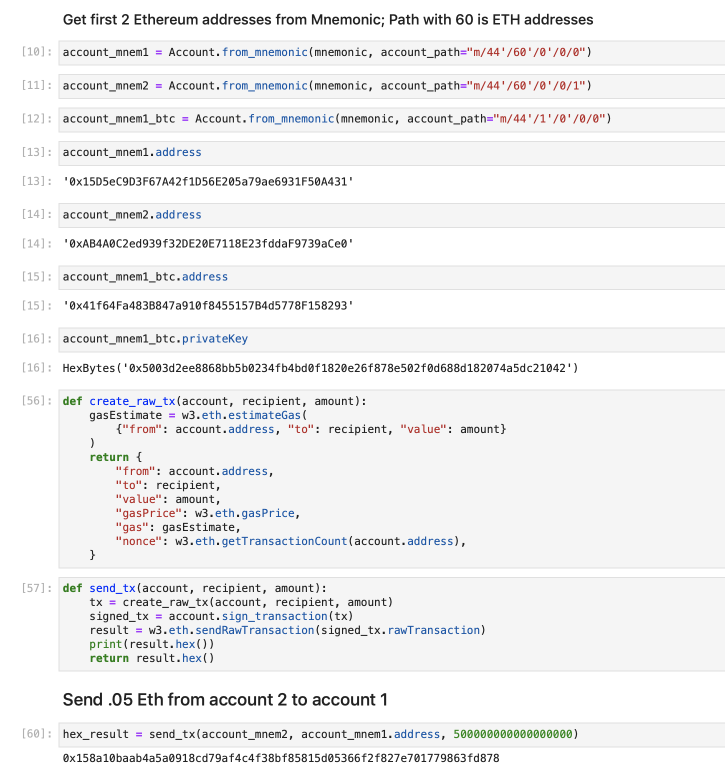 Get first 2 Ethereum addresses from Mnemonic; Path with 60 is ETH addresses
[10]: account_mnem1 = Account.from_mnemonic(mnemonic, account_path="m/44'/60'/0'/0/0")
[11]: account_mnem2 = Account.from_mnemonic(mnemonic, account_path="m/44'/60'/0'/0/1")
[12]: account_mnem1_btc = Account.from_mnemonic(mnemonic, account_path="m/44'/1'/0'/0/0")
[13]: account_mnem1.address
[13]: '0x15D5eC9D3F67A42f1D56E205a79ae6931F50A431'
[14]: account_mnem2.address
[14]: '0xAB4A0C2ed939f32DE20E7118E23fddaF9739aCe0'
[15]: account_mnem1_btc.address
[15]: '0x41f64Fa483B847a910f8455157B4d5778F158293'
[16]: account_mnem1_btc.privateKey
[16]: HexBytes('0x5003d2ee8868bb5b0234fb4bd0f1820e26f878e502f0d688d182074a5dc21042')
[56]: def create_raw_tx(account, recipient, amount):
gasEstimate = w3.eth.estimateGas(
{"from": account.address, "to": recipient, "value": amount}
)
return {
"from": account.address,
"to": recipient,
"value": amount,
"gasPrice": w3.eth.gasPrice,
"gas": gasEstimate,
"nonce": w3.eth.getTransactionCount(account.address),
}
[57]: def send_tx(account, recipient, amount):
tx = create_raw_tx(account, recipient, amount)
signed_tx = account.sign_transaction(tx)
result = w3.eth.sendRawTransaction(signed_tx.rawTransaction)
print(result.hex())
return result.hex()
Send .05 Eth from account 2 to account 1
[60]: hex_result = send_tx(account_mnem2, account_mnem1.address, 500000000000000000)
0x158a10baab4a5a0918cd79af4c4f38bf85815d05366f2f827e701779863fd878